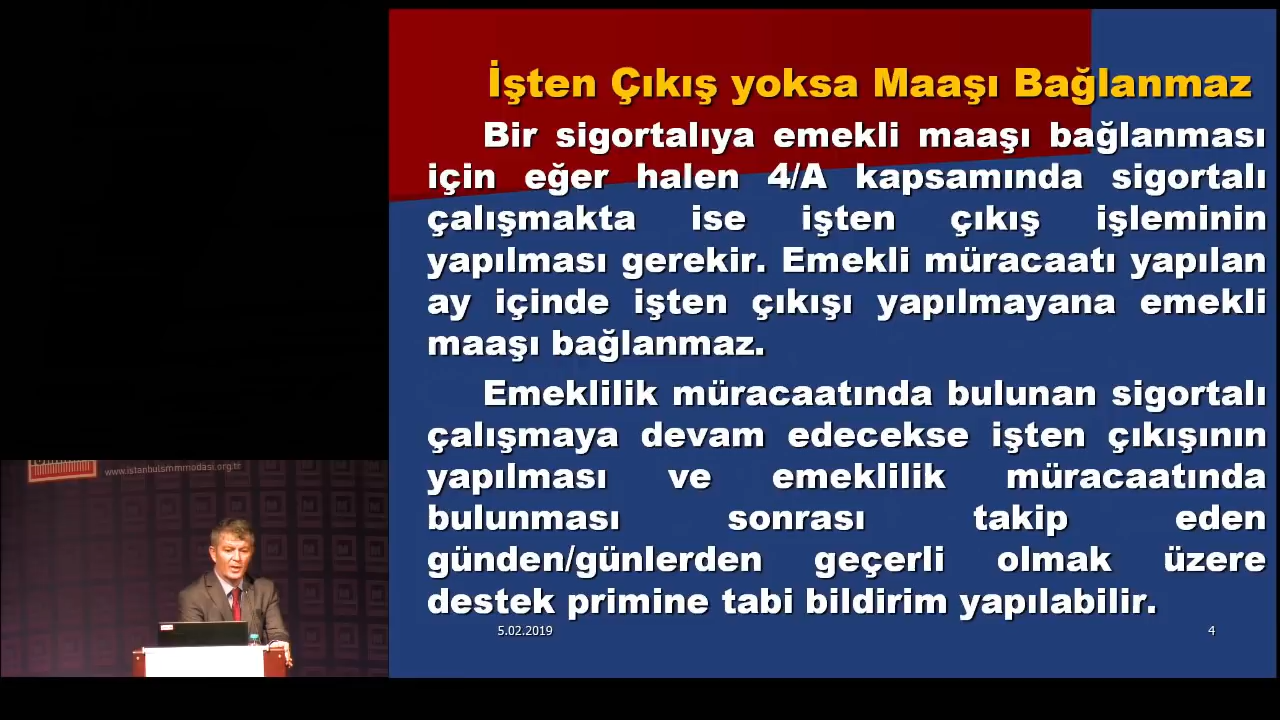 İşten Çıkış yoksa Maaşı Bağlanmaz
Bir sigortalıya emekli maaşı bağlanması
için eğer halen 4/A kapsamında sigortalı
çalışmakta ise işten çıkış işleminin
yapılması gerekir. Emekli müracaatı yapılan
ay içinde işten çıkışı yapılmayana emekli
maaşı bağlanmaz.
Emeklilik müracaatında bulunan sigortalı
çalışmaya devam edecekse işten çıkışının
yapılması ve emeklilik müracaatında
bulunması sonrası takip eden
günden/günlerden geçerli olmak üzere
destek primine tabi bildirim yapılabilir.
5.02.2019 4
www.istanbulsmmmodasi.org.tr